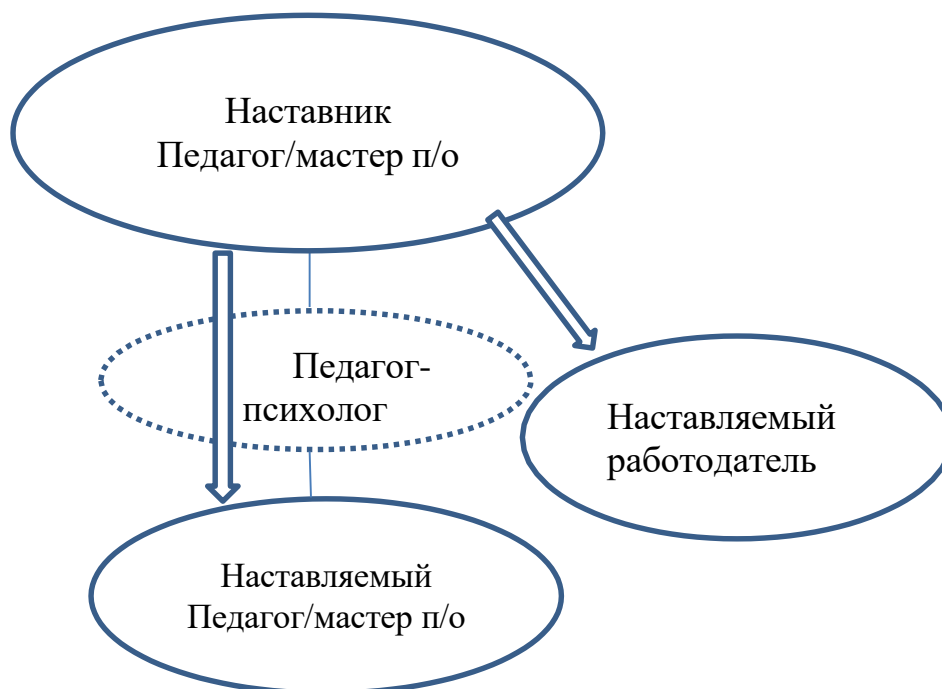 Наставник
Педагог/мастер п/о
Педагог-
психолог
Наставляемый
работодатель
Наставляемый
Педагог/мастер п/о